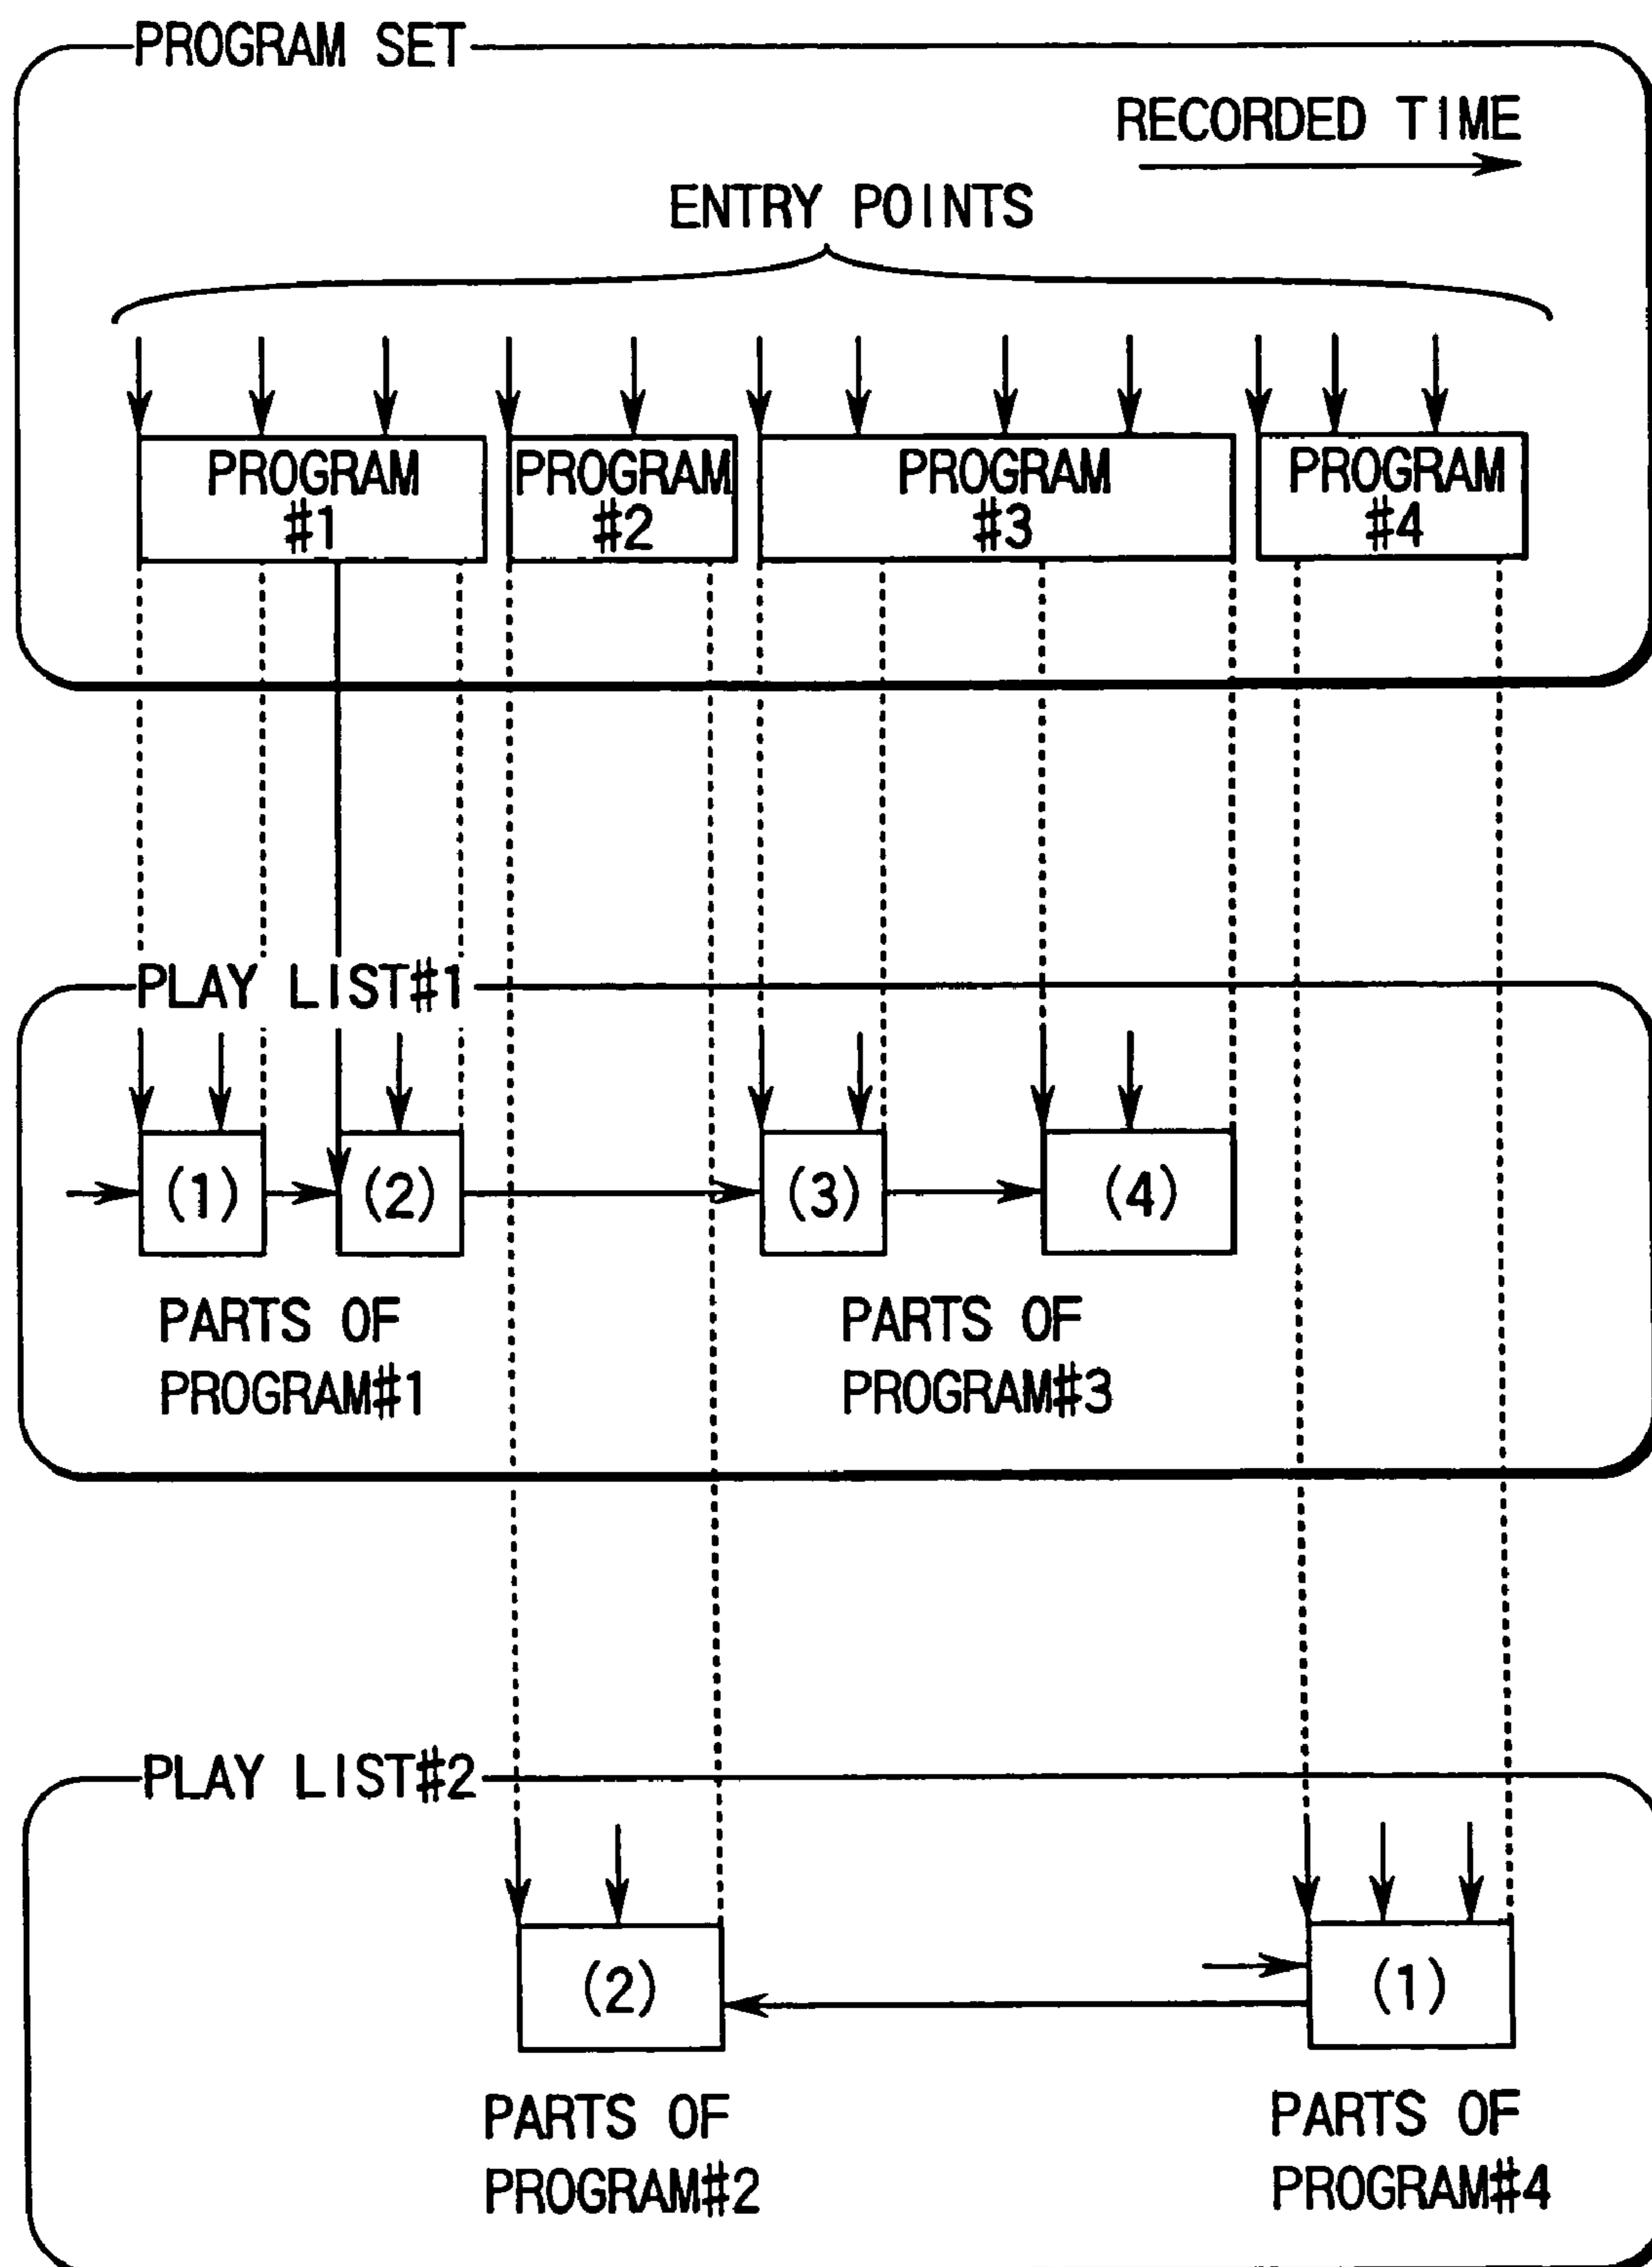 PROGRAM SET
RECORDED TIME
ENTRY POINTS
PROGRAM
#1
PROGRAM
#2
PROGRAM
#3
PROGRAM
#4
PLAY LIST#1
(1)
(2)
(3)
(4)
PARTS OF
PROGRAM#1
PARTS OF
PROGRAM#3
PLAY LIST#2
(2)
(1)
PARTS OF
PROGRAM#2
PARTS OF
PROGRAM#4